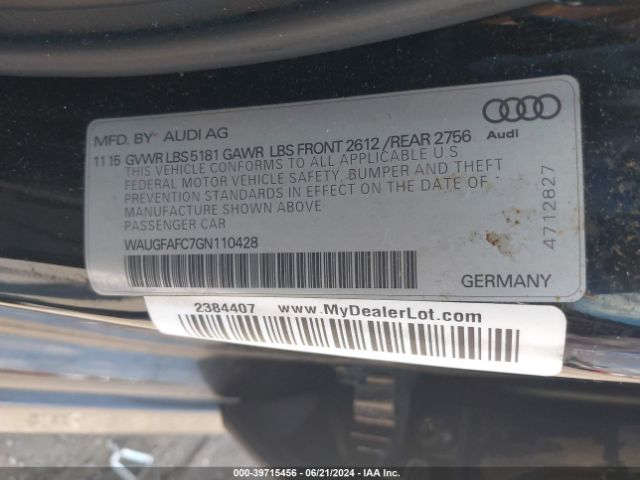 MFD. BY AUDI AG
Audi
11 15 GVWR LBS 5181 GAWR LBS FRONT 2612 / REAR 2756
THIS VEHICLE CONFORMS TO ALL APPLICABLE U.S
FEDERAL MOTOR VEHICLE SAFETY, BUMPER AND THEFT
PREVENTION STANDARDS IN EFFECT ON THE DATE OF
MANUFACTURE SHOWN ABOVE
PASSENGER CAR
WAUGFAFC7GN110428
4712827
GERMANY
2384407 www.MyDealerLot.com
000-39715456 - 06/21/2024 - IAA Inc.